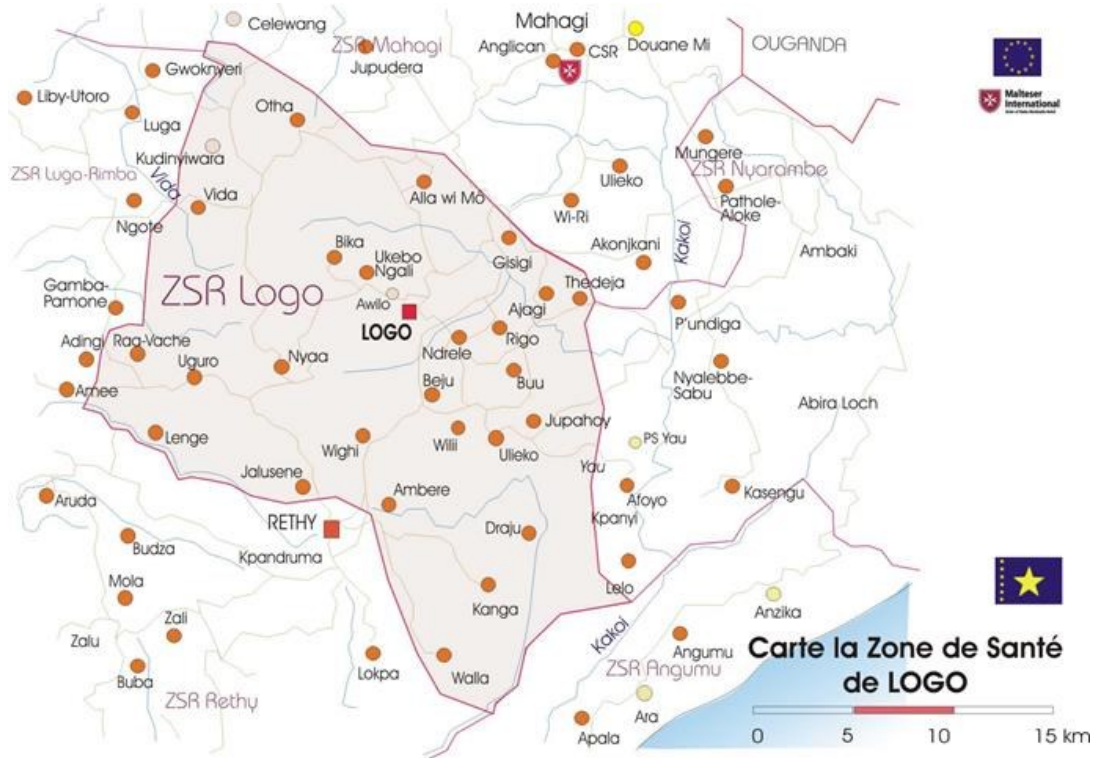 Celewang
ZSR Mahagi
Jupudera
Mahagi
Anglican
CSR
Douane Mi
OUGANDA
Malteser
International
Gwoknyeri
Liby-Utoro
Luga
Otha
Kudinyiwara
ZSR Lugo-Rimba
Vida
Vida
Ngote
Alla wi Mô
Ulieko
Wi-Ri
Mungere
ZSR Nyarambe
Pathole-
Aloke
Akonjkani
Kakoi
Ambaki
Bika
Ukebo
Ngali
Gisigi
Thedeja
Gamba-
Pamone
ZSR Logo
Awilo
LOGO
Ajagi
P'undiga
Adingi
Rag-Vache
Uguro
Nyaa
Ndrele
Rigo
Beju
Buu
Nyalebbe-
Sabu
Amee
Abira Loch
Lenge
Wighi
Wilii
Ulieko
Jupahoy
PS Yau
Yau
Jalusene
Ambere
Afoyo
Kasengu
Aruda
RETHY
Draju
Kpanyi
Budza
Kpandruma
Mola
Kanga
Lelo
Anzika
Zali
Zalu
Kakoi
Angumu
Buba
ZSR Rethy
Lokpa
Walla
ZSR Angumu
Ara
Apala
Carte la Zone de Santé
de LOGO
0 5 10 15 km